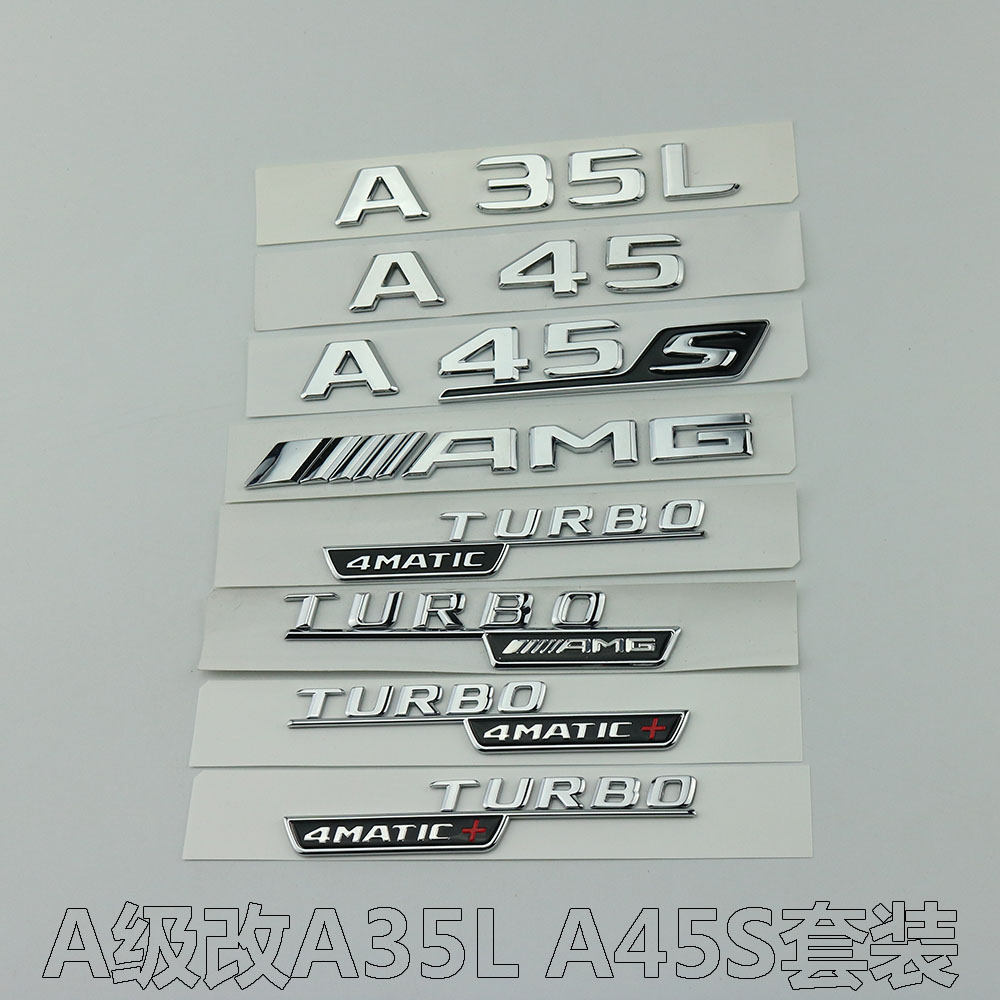 A 35L
A 45
A 45 S
AMG
TURBO
4MATIC
TURBO
AMG
TURBO
4MATIC+
TURBO
4MATIC+
A级改A35L A45S套装